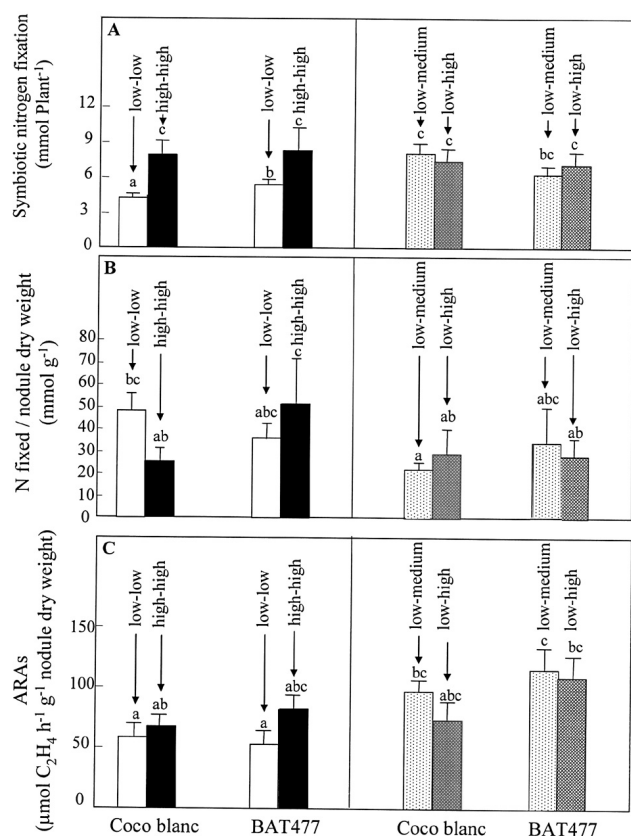 A
Symbiotic nitrogen fixation
(mmol Plant⁻¹)
12
9
6
3
0
low-low
high-high
low-low
high-high
low-medium
low-high
low-medium
low-high
a
c
b
c
c
c
bc
c
B
N fixed / nodule dry weight
(mmol g⁻¹)
80
70
60
50
40
30
20
10
0
low-low
high-high
low-low
high-high
low-medium
low-high
low-medium
low-high
bc
ab
abc
c
a
ab
abc
ab
C
ARAs
(µmol C₂H₄ h⁻¹ g⁻¹ nodule dry weight)
150
100
50
0
low-low
high-high
low-low
high-high
low-medium
low-high
low-medium
low-high
a
ab
a
abc
bc
abc
c
bc
Coco blanc
BAT477
Coco blanc
BAT477